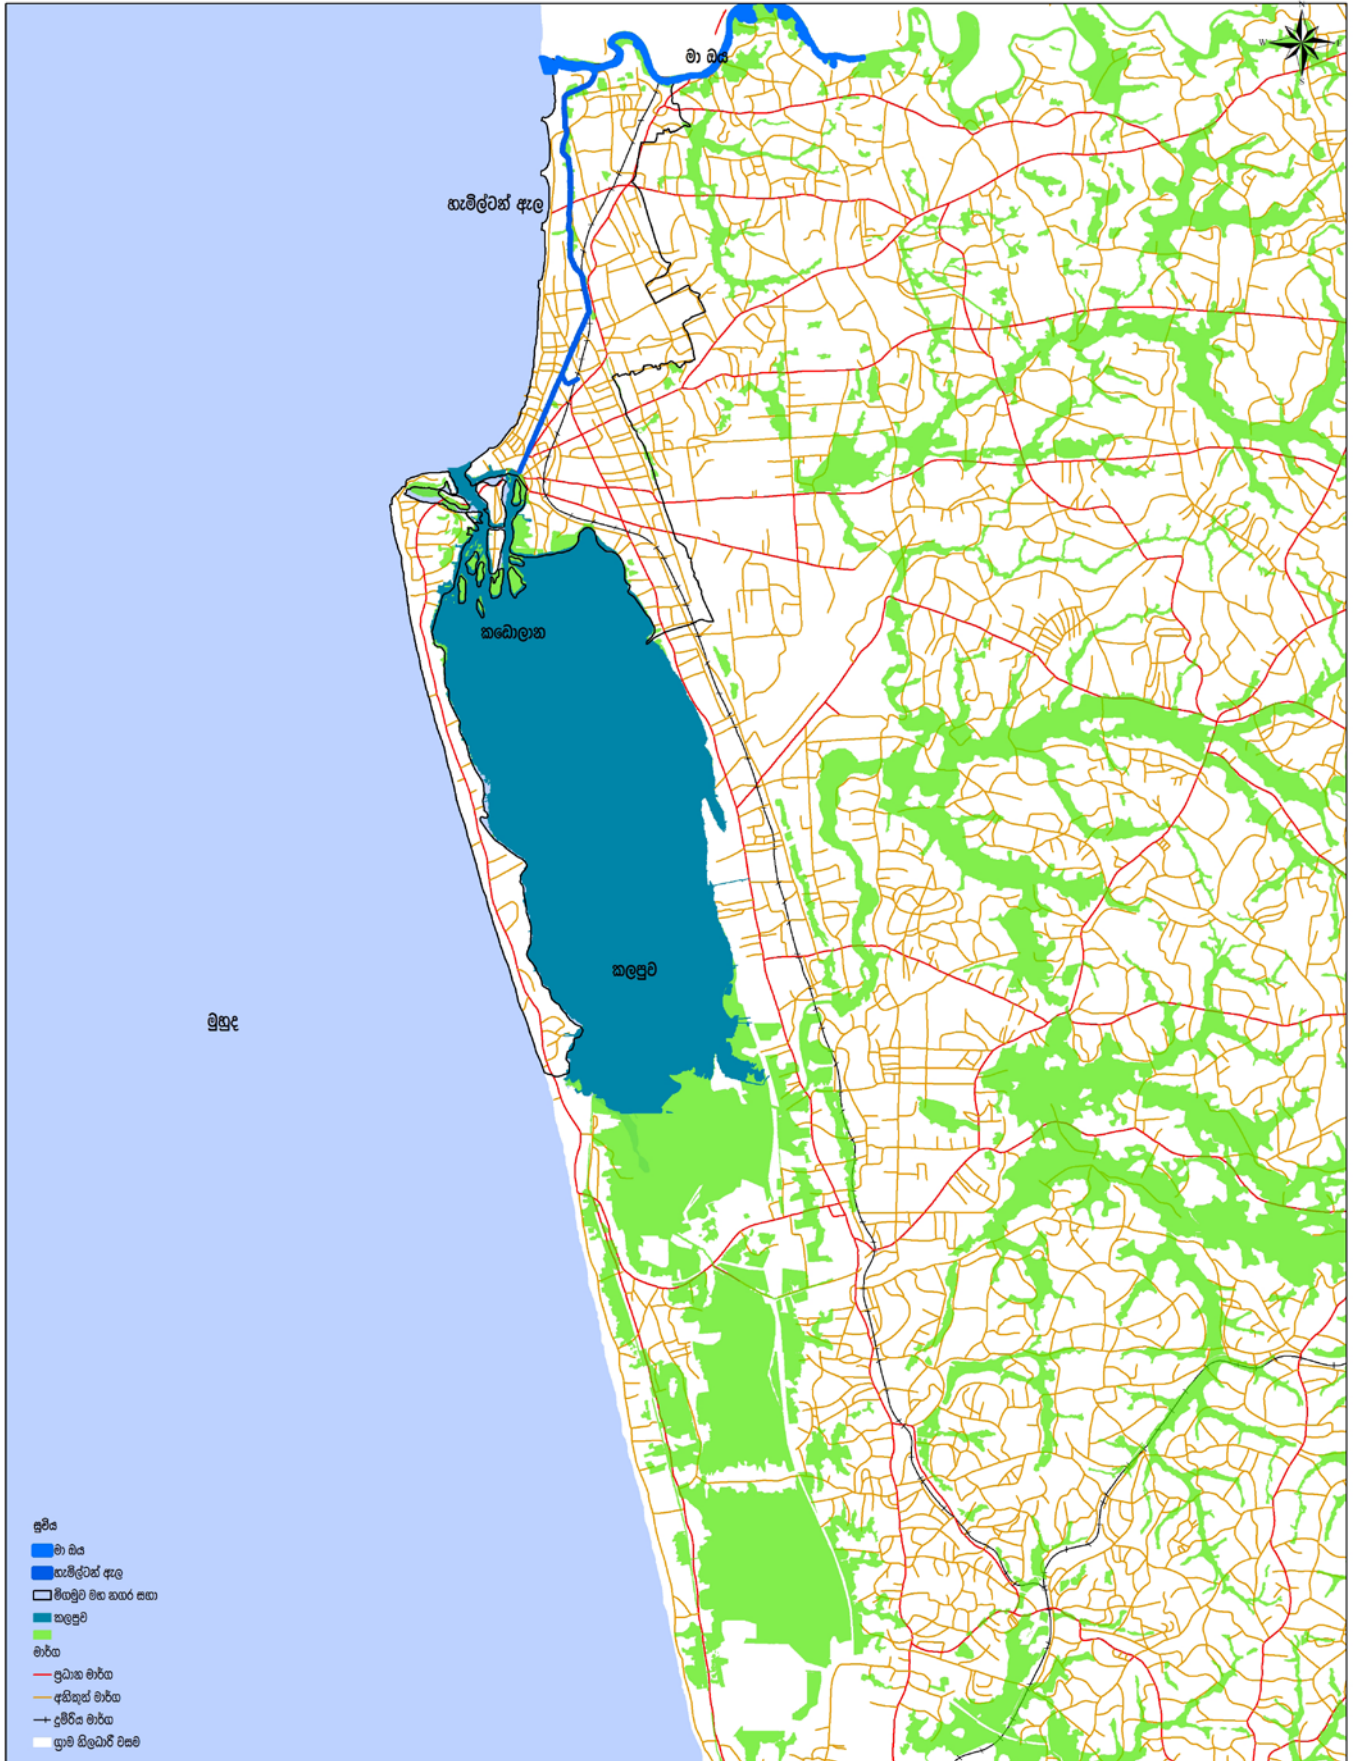 N
W
E
S
මා ඔය
හැමිල්ටන් ඇල
කඩොලාන
කලපුව
මුහුද
සූචිය
මා ඔය
හැමිල්ටන් ඇල
මීගමුව මහ නගර සභා
කලපුව
මාර්ග
ප්‍රධාන මාර්ග
අනිකුත් මාර්ග
දුම්රිය මාර්ග
ග්‍රාම නිලධාරී වසම